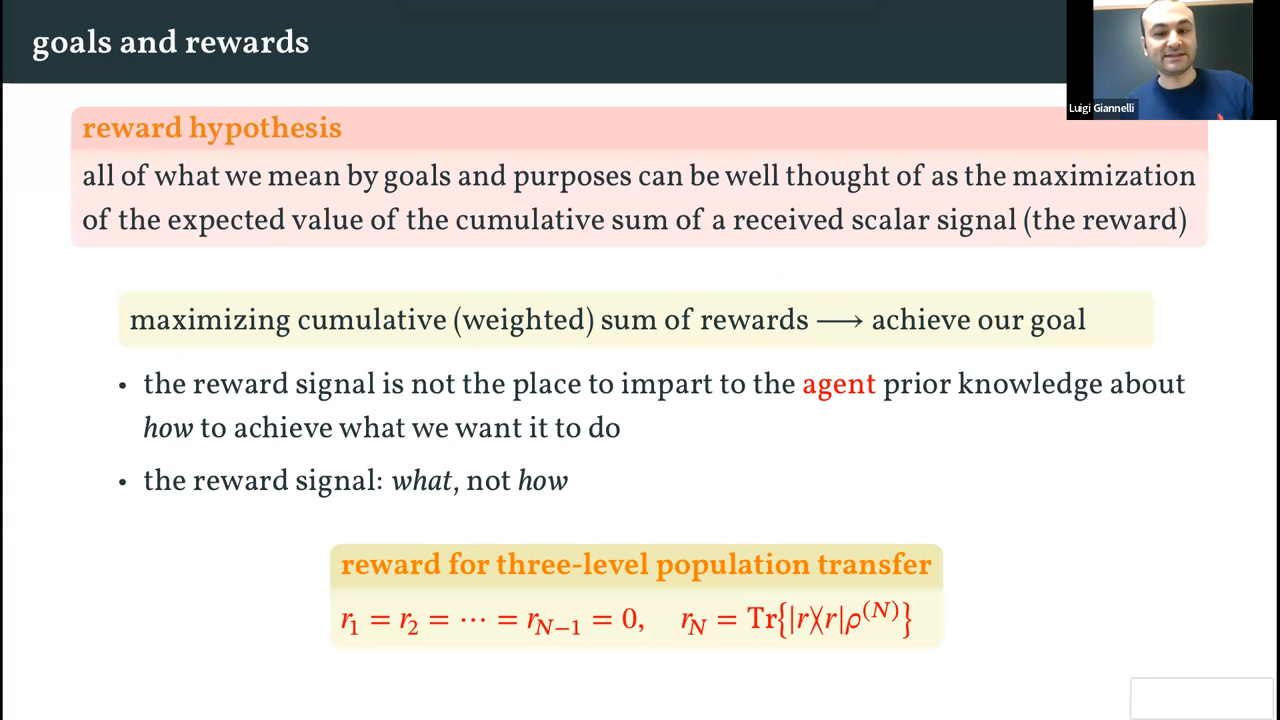 goals and rewards
Luigi Giannelli
reward hypothesis
all of what we mean by goals and purposes can be well thought of as the maximization
of the expected value of the cumulative sum of a received scalar signal (the reward)
maximizing cumulative (weighted) sum of rewards ⟶ achieve our goal
• the reward signal is not the place to impart to the agent prior knowledge about
how to achieve what we want it to do
• the reward signal: what, not how
reward for three-level population transfer
r₁ = r₂ = ⋯ = r_{N−1} = 0, r_N = Tr{|r⟩⟨r|ρ^{(N)}}